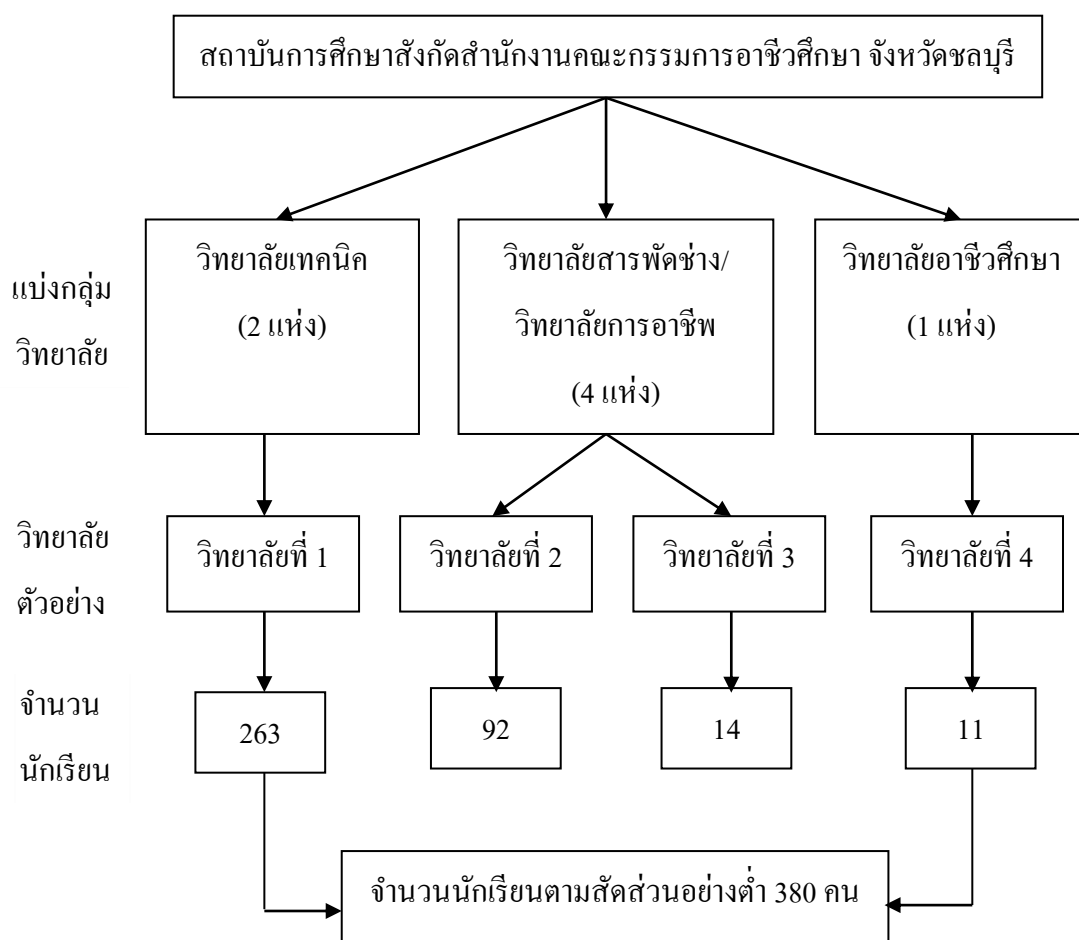 สถาบันการศึกษาสังกัดสำนักงานคณะกรรมการอาชีวศึกษา จังหวัดชลบุรี
แบ่งกลุ่ม
วิทยาลัย
วิทยาลัยเทคนิค
(2 แห่ง)
วิทยาลัยสารพัดช่าง/
วิทยาลัยการอาชีพ
(4 แห่ง)
วิทยาลัยอาชีวศึกษา
(1 แห่ง)
วิทยาลัย
ตัวอย่าง
วิทยาลัยที่ 1
วิทยาลัยที่ 2
วิทยาลัยที่ 3
วิทยาลัยที่ 4
จำนวน
นักเรียน
263
92
14
11
จำนวนนักเรียนตามสัดส่วนอย่างต่ำ 380 คน